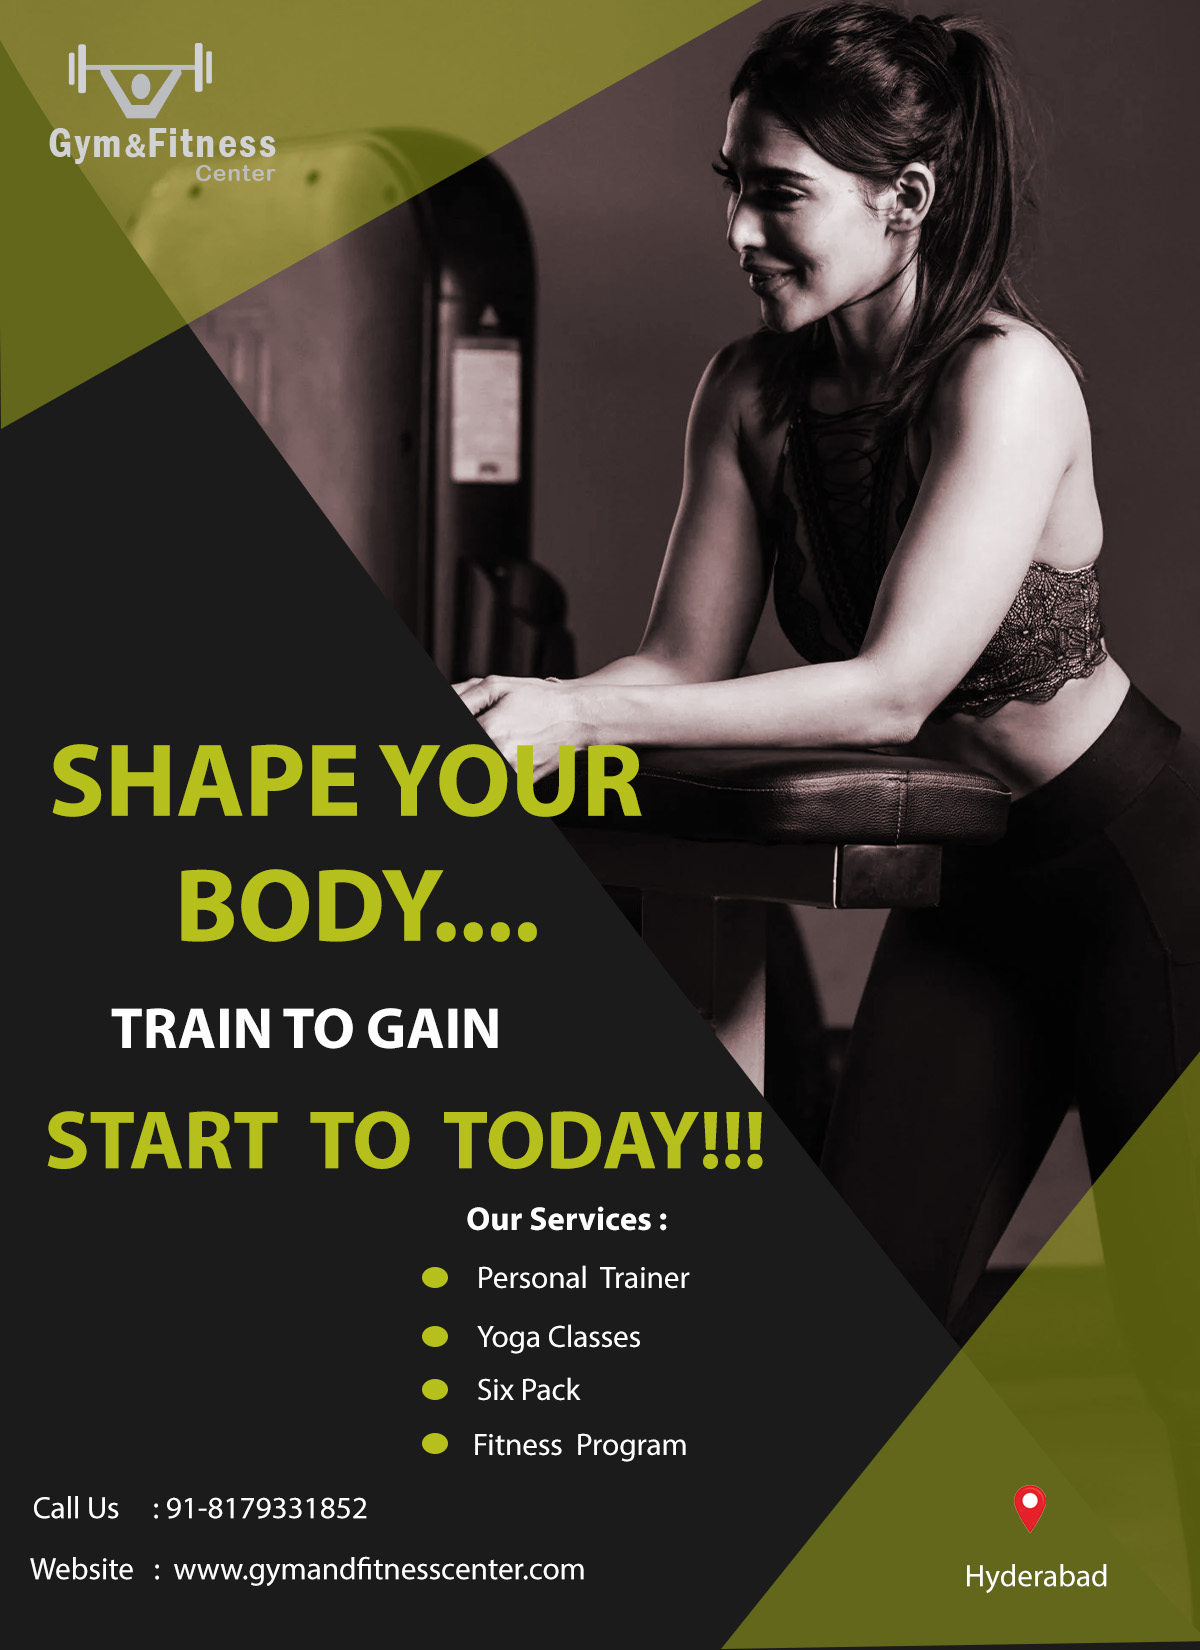 Gym&Fitness
Center
SHAPE YOUR
BODY....
TRAIN TO GAIN
START TO TODAY!!!
Our Services :
Personal Trainer
Yoga Classes
Six Pack
Fitness Program
Call Us : 91-8179331852
Website : www.gymandfitnesscenter.com
Hyderabad